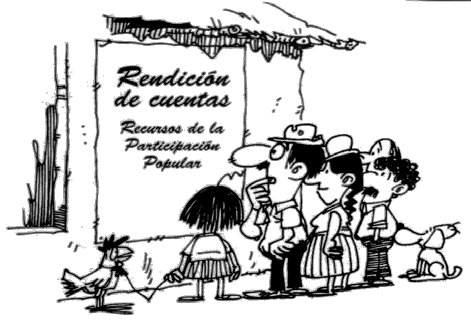 Rendición
de cuentas
Recursos de la
Participación
Popular